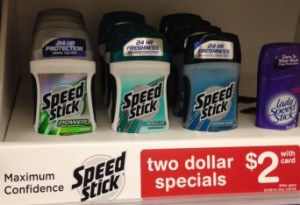 24 HR
PROTECTION
24 HR
FRESHNESS
24 HR
FRESHNESS
SPEED
STICK
POWER
SPEED
STICK
REGULAR
SPEED
STICK
lady
SPEED
STICK
Maximum
Confidence
SPEED
STICK
two dollar
specials
$2 with
card